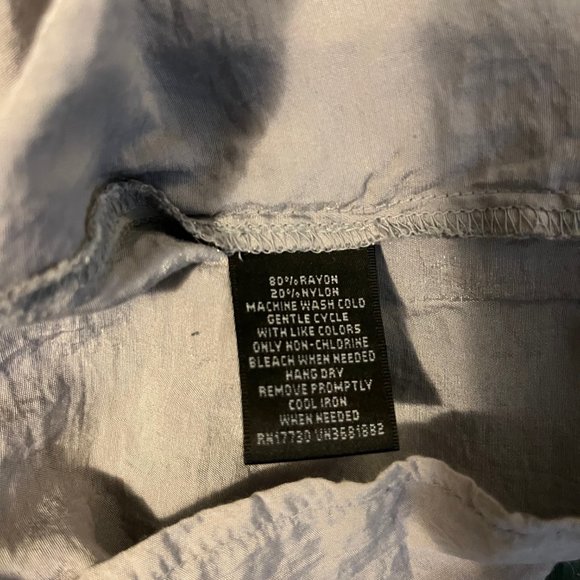 80% RAYON
20% NYLON
MACHINE WASH COLD
GENTLE CYCLE
WITH LIKE COLORS
ONLY NON-CHLORINE
BLEACH WHEN NEEDED
HANG DRY
REMOVE PROMPTLY
COOL IRON
WHEN NEEDED
RN17730 UN3681882